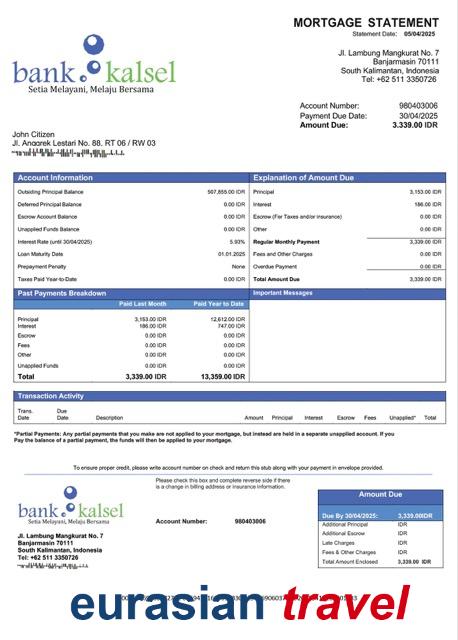 MORTGAGE STATEMENT
Statement Date: 05/04/2025
bank kalsel
Setia Melayani, Melaju Bersama
Jl. Lambung Mangkurat No. 7
Banjarmasin 70111
South Kalimantan, Indonesia
Tel: +62 511 3350726
Account Number: 980403006
Payment Due Date: 30/04/2025
Amount Due: 3.339.00 IDR
John Citizen
Jl. Anggrek Lestari No. 88. RT 06 / RW 03
Account Information
Outsiding Principal Balance 507,855.00 IDR
Deferred Principal Balance 0.00 IDR
Escrow Account Balance 0.00 IDR
Unapplied Funds Balance 0.00 IDR
Interest Rate (until 30/04/2025) 5.93%
Loan Maturity Date 01.01.2025
Prepayment Penalty None
Taxes Paid Year-to-Date 0.00 IDR
Explanation of Amount Due
Principal 3,153.00 IDR
Interest 186.00 IDR
Escrow (For Taxes and/or insurance) 0.00 IDR
Other 0.00 IDR
Regular Monthly Payment 3,339.00 IDR
Fees and Other Charges 0.00 IDR
Overdue Payment 0.00 IDR
Total Amount Due 3,339.00 IDR
Past Payments Breakdown
Paid Last Month Paid Year to Date
Principal 3,153.00 IDR 12,612.00 IDR
Interest 186.00 IDR 747.00 IDR
Escrow 0.00 IDR 0.00 IDR
Fees 0.00 IDR 0.00 IDR
Other 0.00 IDR 0.00 IDR
Unapplied Funds 0.00 IDR 0.00 IDR
Total 3,339.00 IDR 13,359.00 IDR
Important Messages
Transaction Activity
Trans. Date Due Date Description Amount Principal Interest Escrow Fees Unapplied* Total
*Partial Payments: Any partial payments that you make are not applied to your mortgage, but instead are held in a separate unapplied account. If you
Pay the balance of a partial payment, the funds will then be applied to your mortgage.
To ensure proper credit, please write account number on check and return this stub along with your payment in envelope provided.
bank kalsel
Setia Melayani, Melaju Bersama
Jl. Lambung Mangkurat No. 7
Banjarmasin 70111
South Kalimantan, Indonesia
Tel: +62 511 3350726
Please check this box and complete reverse side if there
is a change in billing address or insurance information.
Account Number: 980403006
Amount Due
Due By 30/04/2025: 3,339.00IDR
Additional Principal IDR
Additional Escrow IDR
Late Charges IDR
Fees & Other Charges IDR
Total Amount Enclosed 3,339.00 IDR
eurasian travel